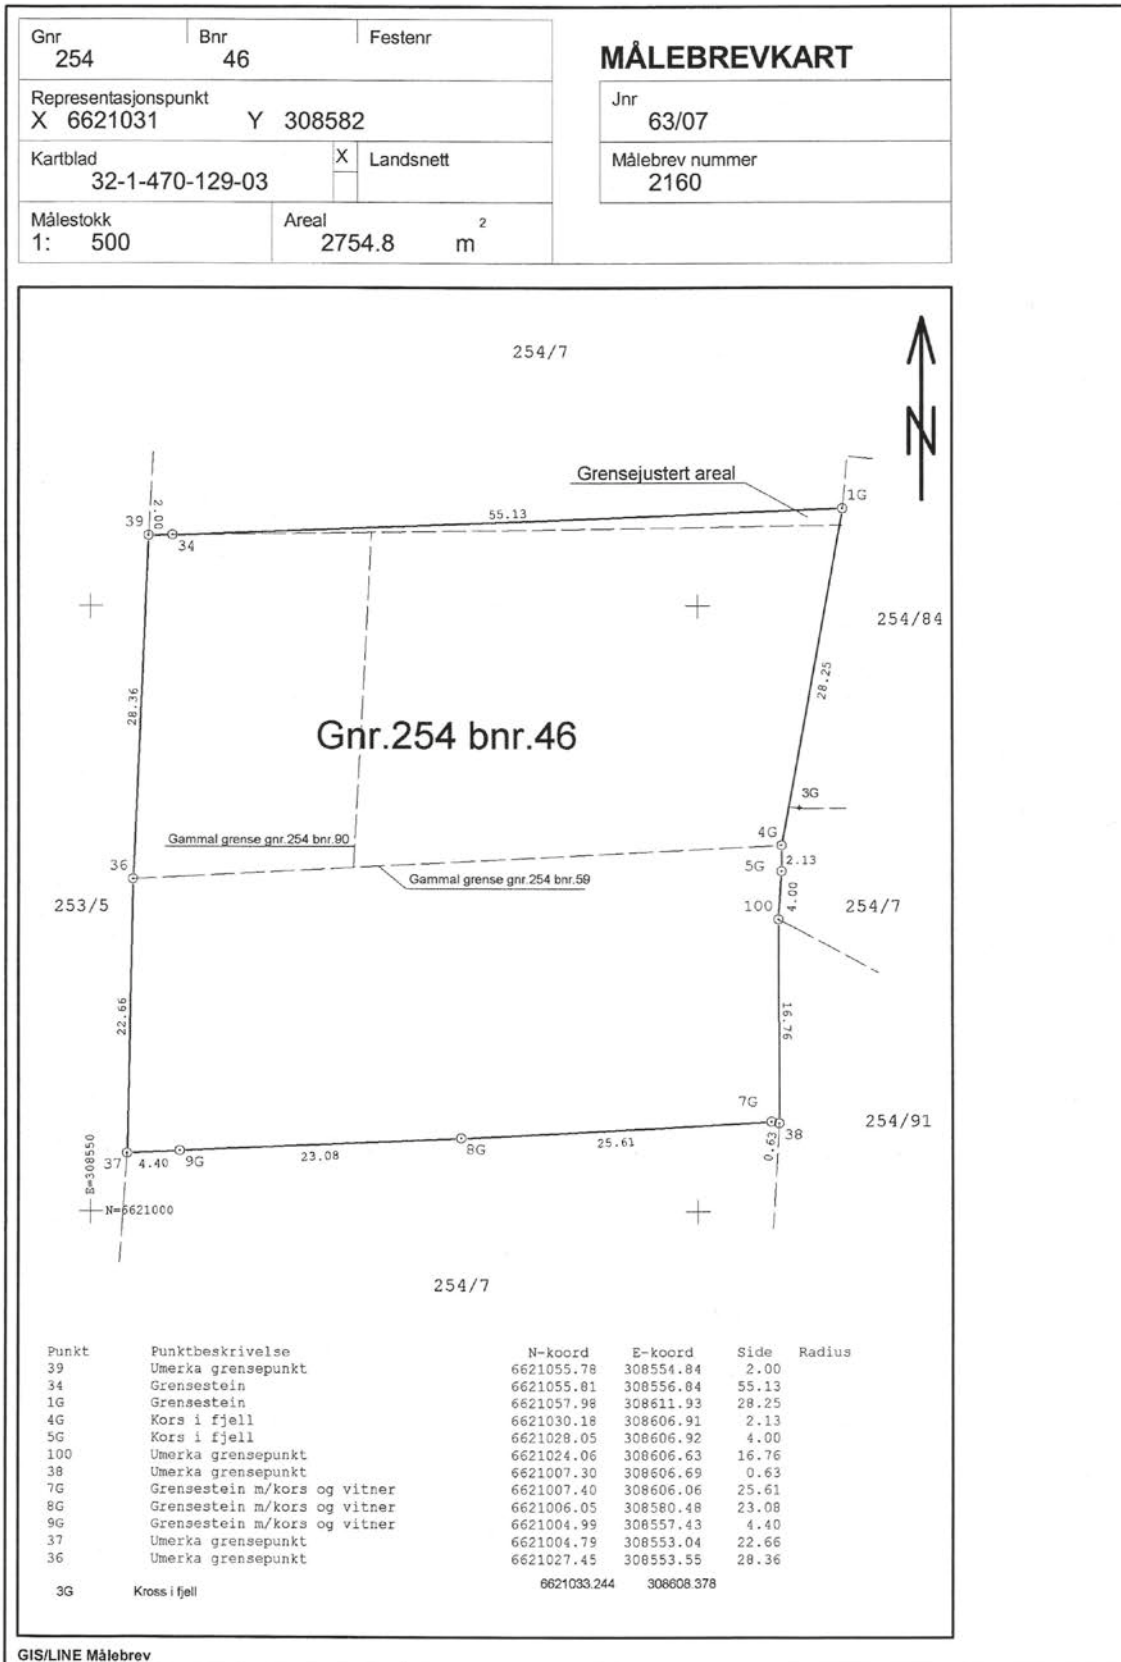 Gnr Bnr Festenr
254 46
MÅLEBREVKART
Representasjonspunkt
X 6621031 Y 308582
Jnr
63/07
Kartblad X Landsnett
32-1-470-129-03
Målebrev nummer
2160
Målestokk Areal 2
1: 500 2754.8 m
254/7
N
Grensejustert areal
1G
2.00
55.13
39
34
254/84
28.25
28.36
Gnr.254 bnr.46
3G
4G
Gammal grense gnr.254 bnr.90
36
5G 2.13
Gammal grense gnr.254 bnr.59
4.00
253/5
100
254/7
22.66
16.76
7G
38
254/91
25.61
0.63
8G
23.08
9G
4.40
37
E=308550
N=6621000
254/7
Punkt Punktbeskrivelse N-koord E-koord Side Radius
39 Umerka grensepunkt 6621055.78 308554.84 2.00
34 Grensestein 6621055.81 308556.84 55.13
1G Grensestein 6621057.98 308611.93 28.25
4G Kors i fjell 6621030.18 308606.91 2.13
5G Kors i fjell 6621028.05 308606.92 4.00
100 Umerka grensepunkt 6621024.06 308606.63 16.76
38 Umerka grensepunkt 6621007.30 308606.69 0.63
7G Grensestein m/kors og vitner 6621007.40 308606.06 25.61
8G Grensestein m/kors og vitner 6621006.05 308580.48 23.08
9G Grensestein m/kors og vitner 6621004.99 308557.43 4.40
37 Umerka grensepunkt 6621004.79 308553.04 22.66
36 Umerka grensepunkt 6621027.45 308553.55 28.36
3G Kross i fjell 6621033.244 308608.378
GIS/LINE Målebrev